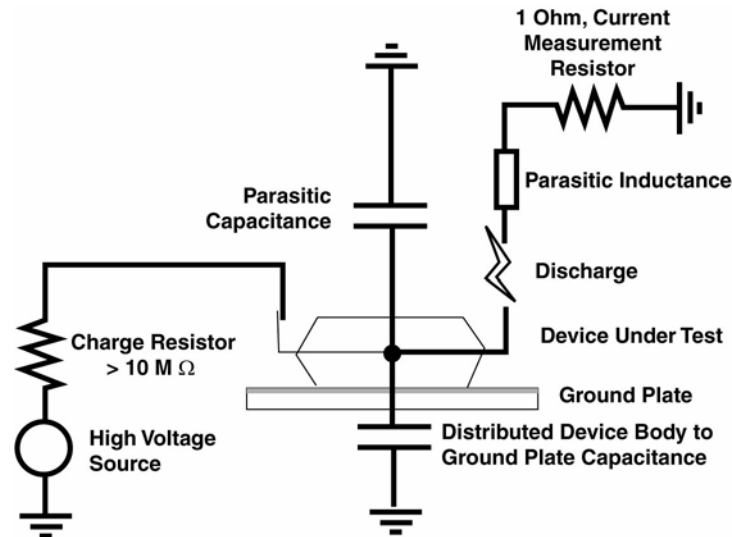 1 Ohm, Current
Measurement
Resistor
Parasitic
Capacitance
Parasitic Inductance
Discharge
Charge Resistor
> 10 M Ω
Device Under Test
Ground Plate
High Voltage
Source
Distributed Device Body to
Ground Plate Capacitance